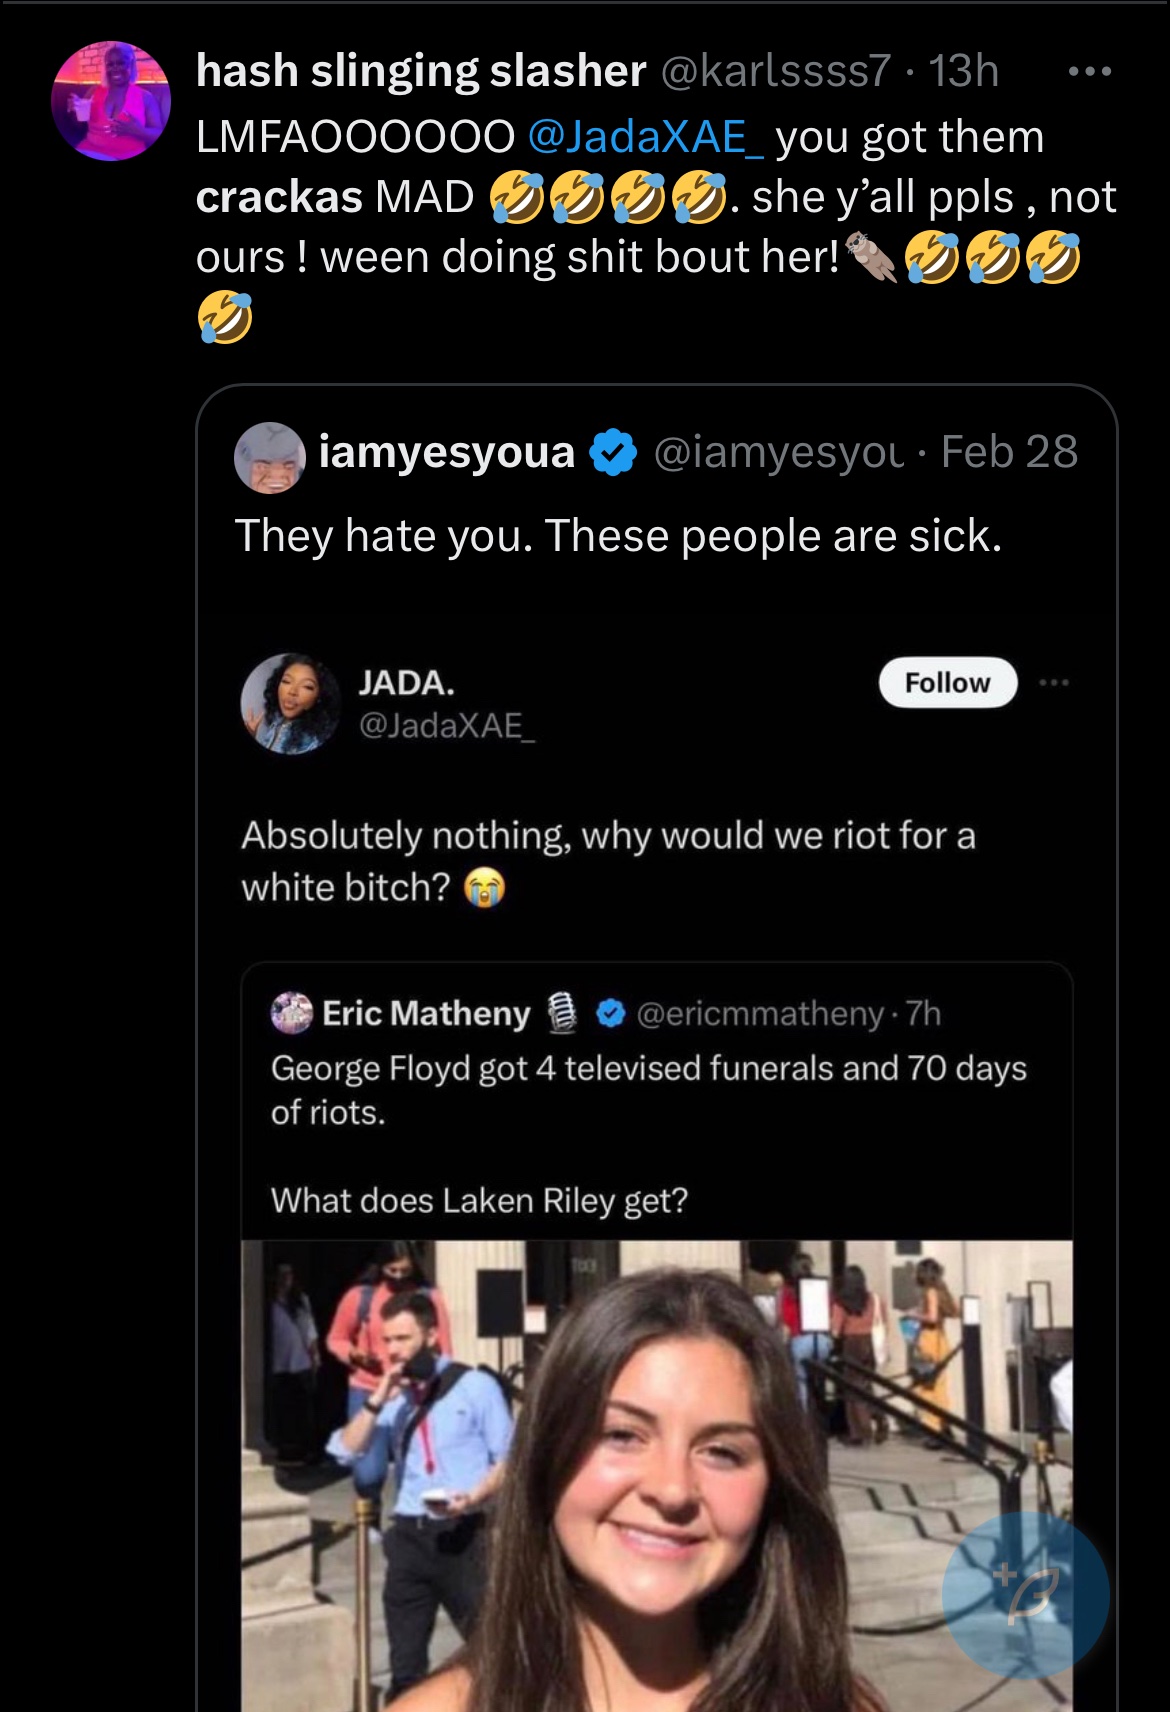 hash slinging slasher @karlssss7 · 13h
LMFAOOOOOO @JadaXAE_ you got them
crackas MAD 🤣🤣🤣🤣. she y’all ppls , not
ours ! ween doing shit bout her!🦦🤣🤣🤣
🤣
iamyesyoua @iamyesyou · Feb 28
They hate you. These people are sick.
JADA.
Follow
@JadaXAE_
Absolutely nothing, why would we riot for a
white bitch? 😭
Eric Matheny 🎙 @ericmmatheny · 7h
George Floyd got 4 televised funerals and 70 days
of riots.
What does Laken Riley get?